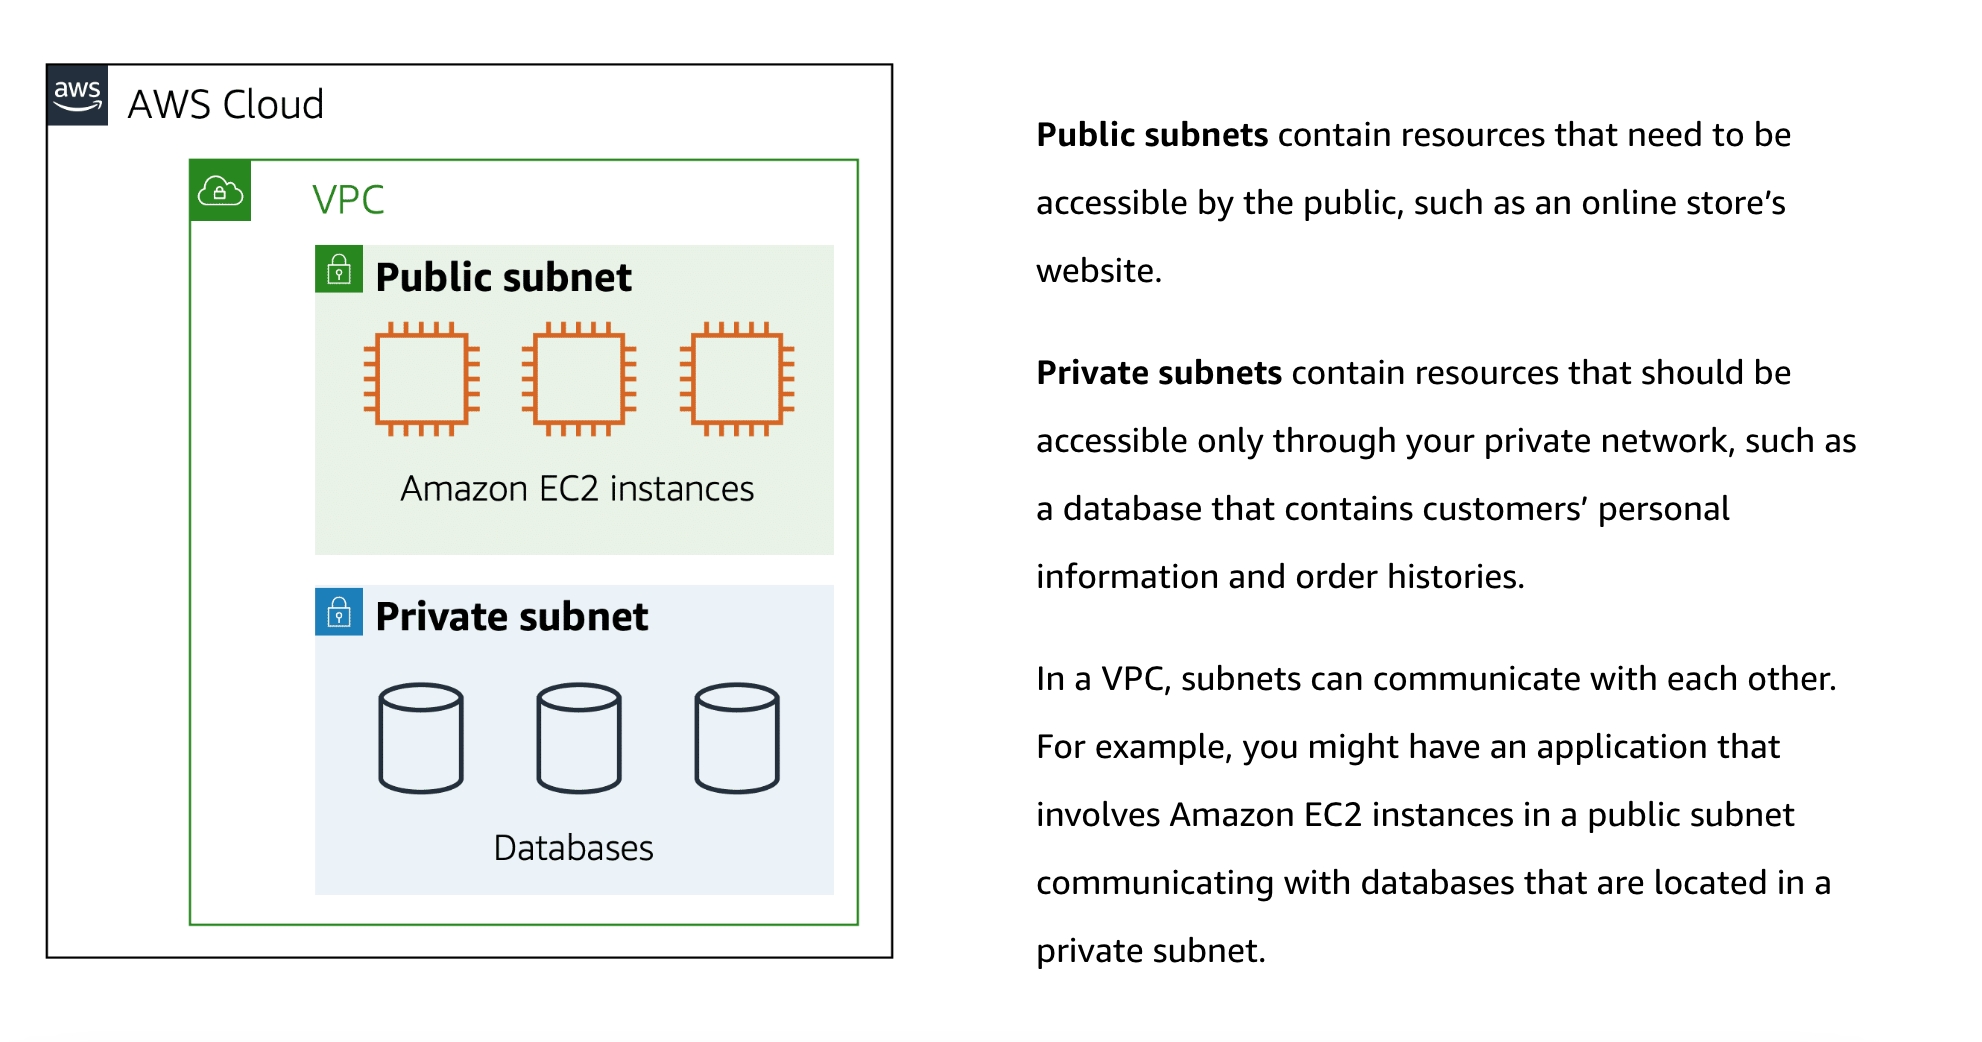 aws
AWS Cloud
VPC
Public subnet
Amazon EC2 instances
Private subnet
Databases
Public subnets contain resources that need to be
accessible by the public, such as an online store’s
website.
Private subnets contain resources that should be
accessible only through your private network, such as
a database that contains customers’ personal
information and order histories.
In a VPC, subnets can communicate with each other.
For example, you might have an application that
involves Amazon EC2 instances in a public subnet
communicating with databases that are located in a
private subnet.